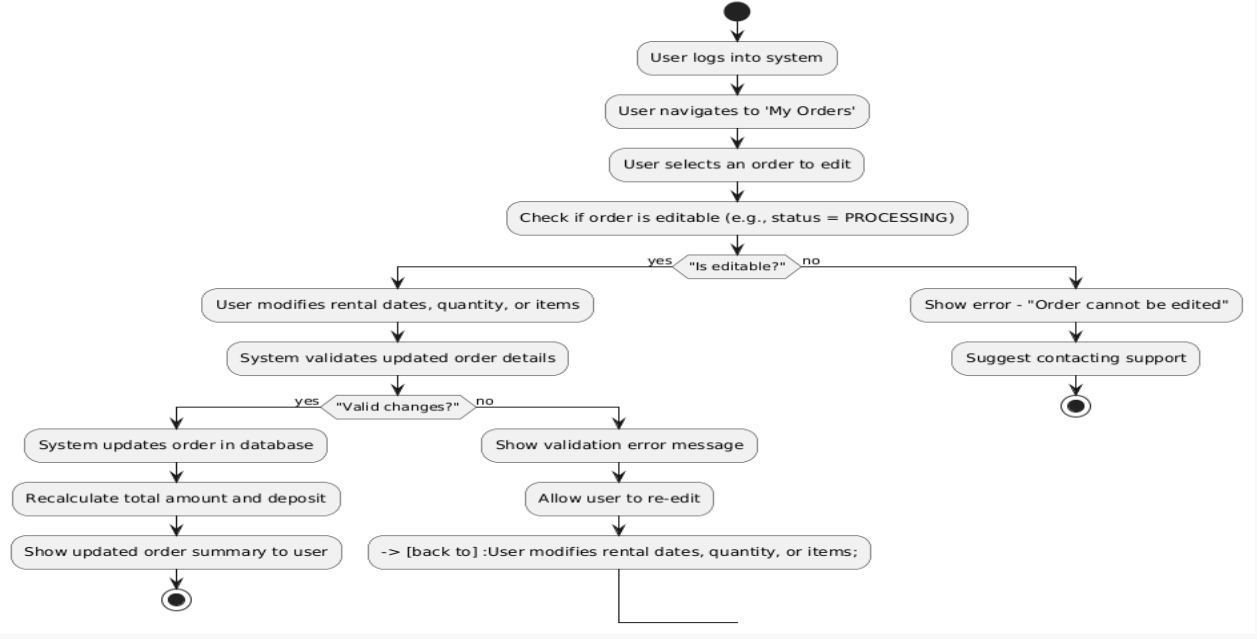 User logs into system
User navigates to 'My Orders'
User selects an order to edit
Check if order is editable (e.g., status = PROCESSING)
yes
"Is editable?"
no
User modifies rental dates, quantity, or items
System validates updated order details
yes
"Valid changes?"
no
System updates order in database
Recalculate total amount and deposit
Show updated order summary to user
Show validation error message
Allow user to re-edit
-> [back to] :User modifies rental dates, quantity, or items;
Show error - "Order cannot be edited"
Suggest contacting support